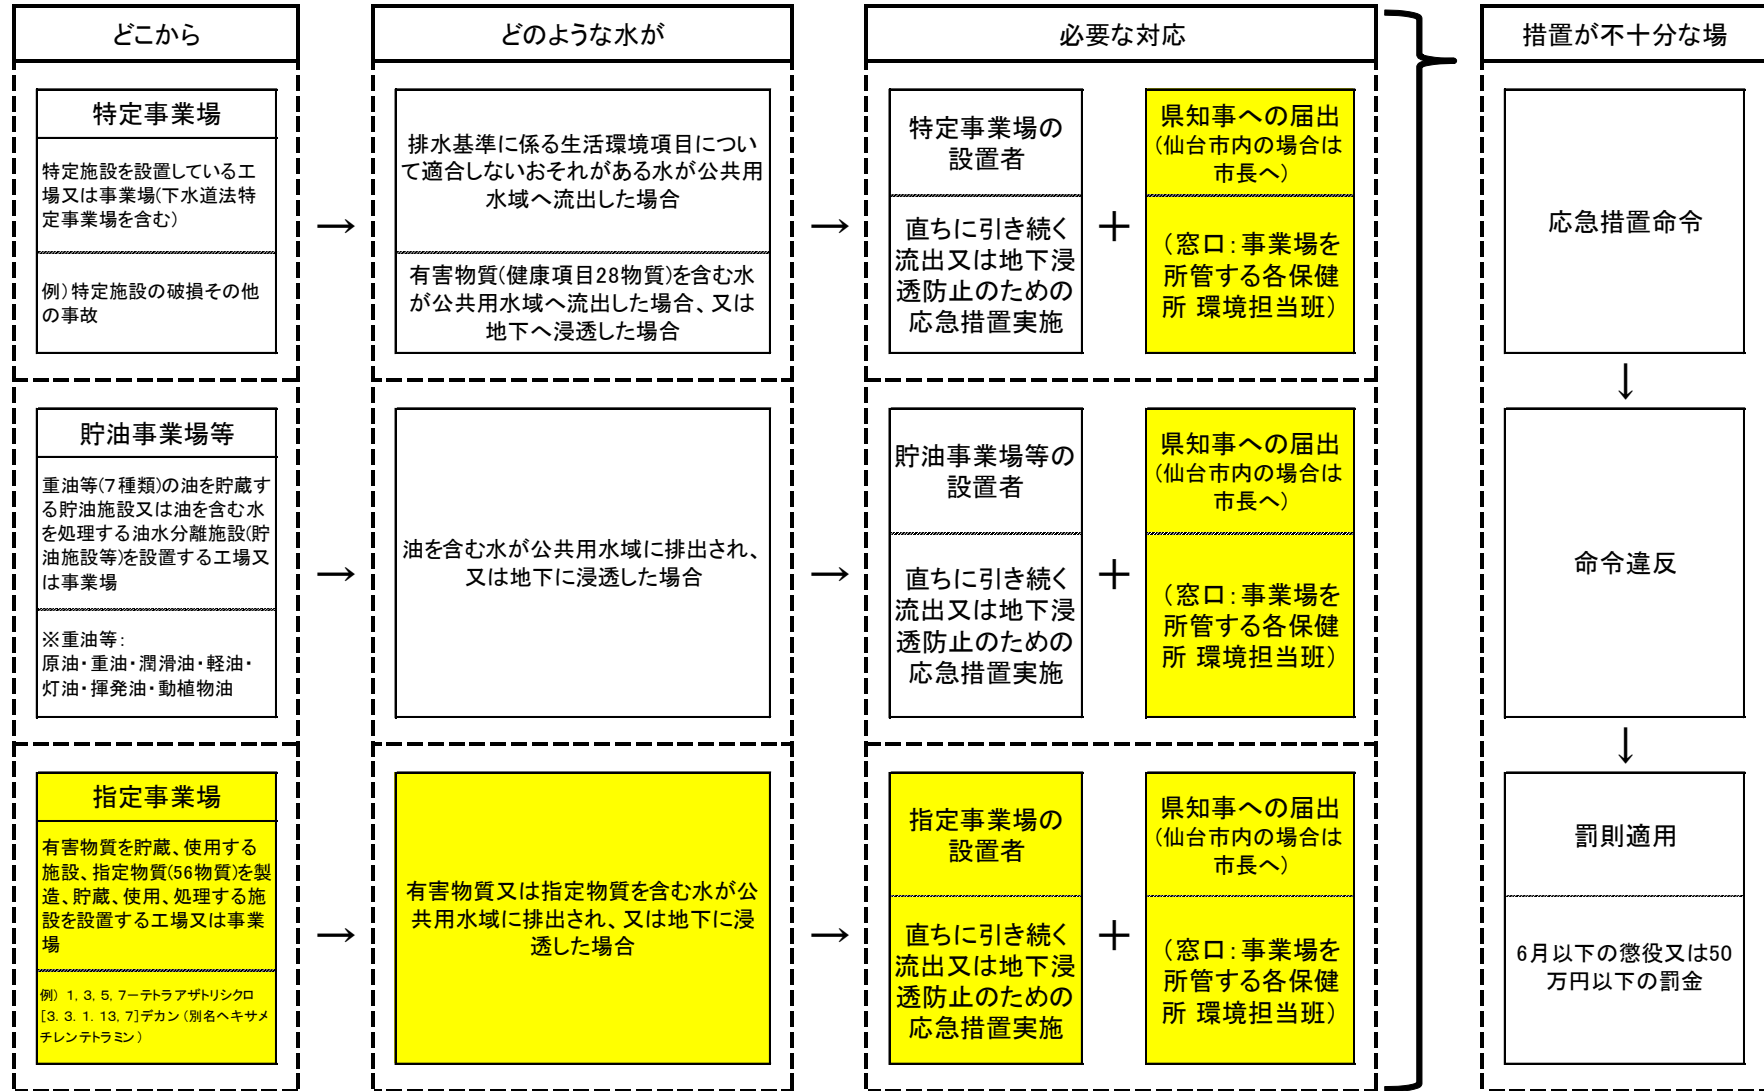 どこから
どのような水が
必要な対応
措置が不十分な場
特定事業場
特定施設を設置している工
場又は事業場(下水道法特
定事業場を含む)
例)特定施設の破損その他
の事故
→
排水基準に係る生活環境項目につい
て適合しないおそれがある水が公共用
水域へ流出した場合
有害物質(健康項目28物質)を含む水
が公共用水域へ流出した場合、又は
地下へ浸透した場合
→
特定事業場の
設置者
直ちに引き続く
流出又は地下浸
透防止のための
応急措置実施
+
県知事への届出
(仙台市内の場合は
市長へ)
(窓口:事業場を
所管する各保健
所 環境担当班)
応急措置命令
↓
貯油事業場等
重油等(7種類)の油を貯蔵す
る貯油施設又は油を含む水
を処理する油水分離施設(貯
油施設等)を設置する工場又
は事業場
※重油等:
原油・重油・潤滑油・軽油・
灯油・揮発油・動植物油
→
油を含む水が公共用水域に排出され、
又は地下に浸透した場合
→
貯油事業場等の
設置者
直ちに引き続く
流出又は地下浸
透防止のための
応急措置実施
+
県知事への届出
(仙台市内の場合は
市長へ)
(窓口:事業場を
所管する各保健
所 環境担当班)
命令違反
↓
指定事業場
有害物質を貯蔵、使用する
施設、指定物質(56物質)を製
造、貯蔵、使用、処理する施
設を設置する工場又は事業
場
例) 1, 3, 5, 7-テトラアザトリシクロ
[3. 3. 1. 13, 7]デカン(別名ヘキサメ
チレンテトラミン)
→
有害物質又は指定物質を含む水が公
共用水域に排出され、又は地下に浸
透した場合
→
指定事業場の
設置者
直ちに引き続く
流出又は地下浸
透防止のための
応急措置実施
+
県知事への届出
(仙台市内の場合は
市長へ)
(窓口:事業場を
所管する各保健
所 環境担当班)
罰則適用
6月以下の懲役又は50
万円以下の罰金